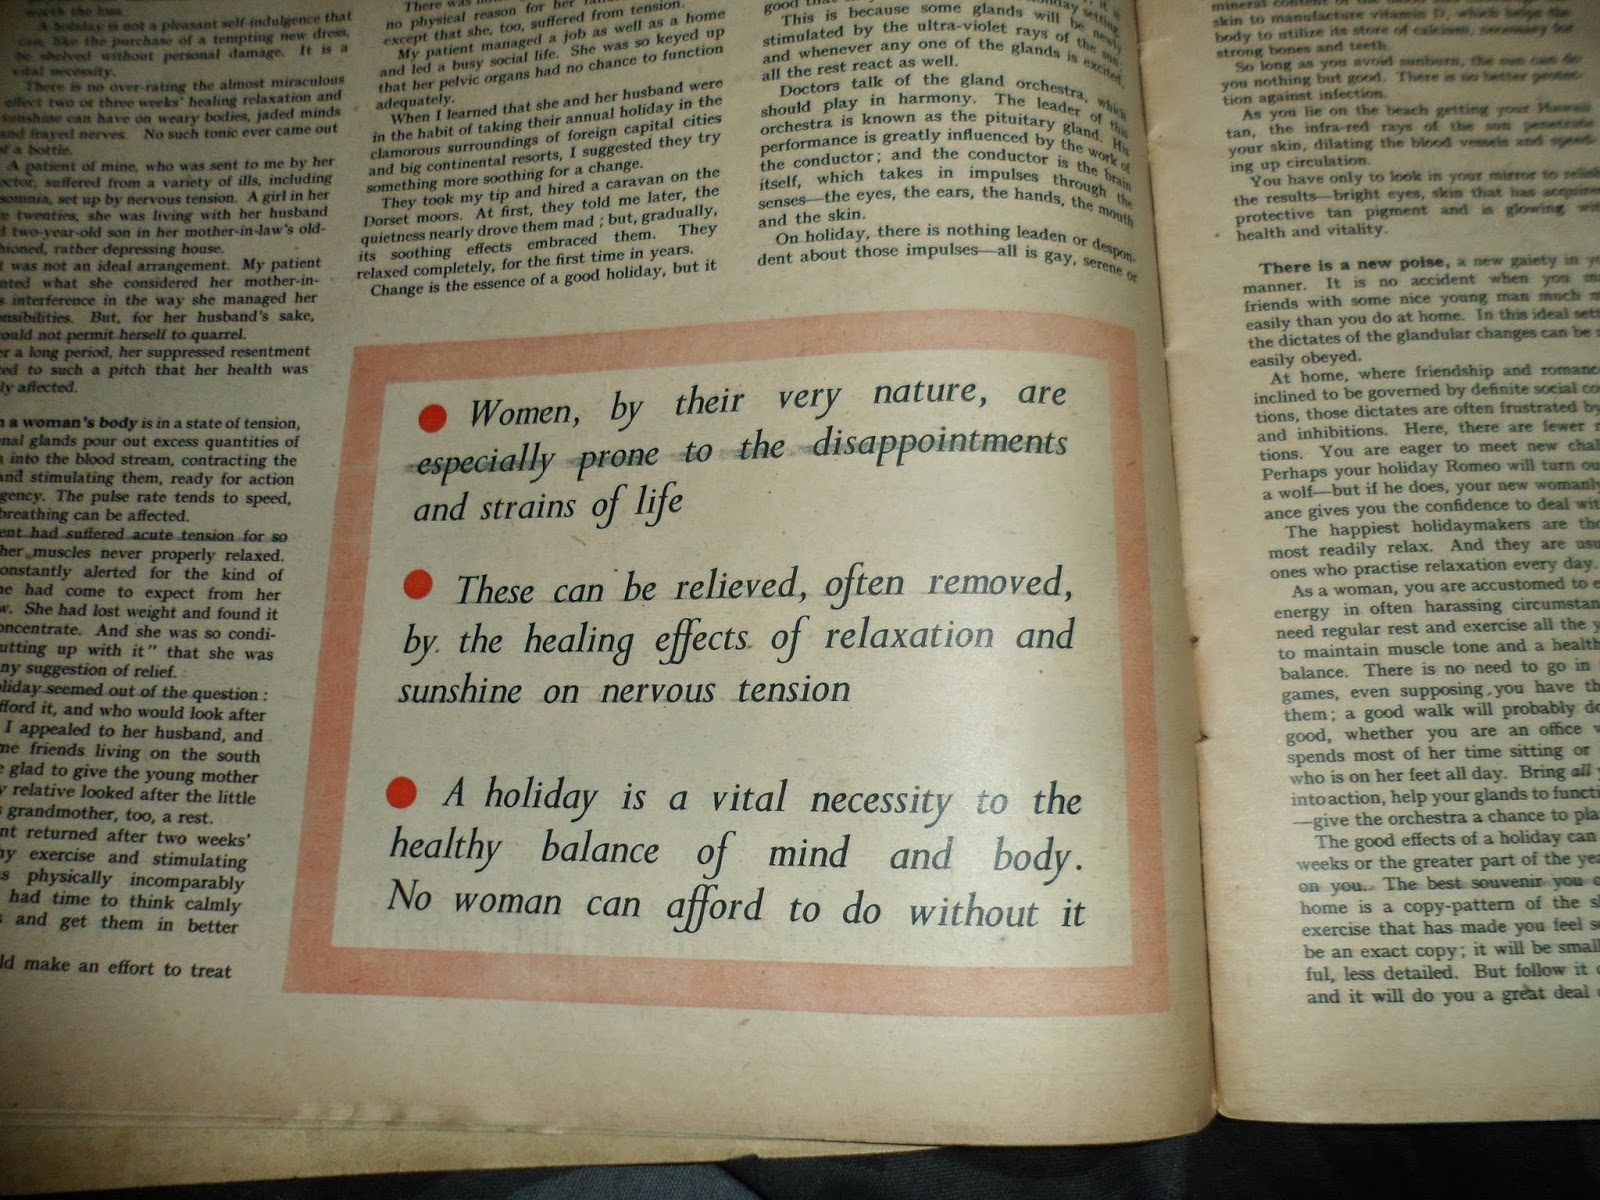 worth the loss.
A holiday is not a pleasant self-indulgence that
can, like the purchase of a tempting new dress,
be shelved without personal damage. It is a
vital necessity.
There is no over-rating the almost miraculous
effect two or three weeks' healing relaxation and
sunshine can have on weary bodies, jaded minds
and frayed nerves. No such tonic ever came out
of a bottle.
A patient of mine, who was sent to me by her
suffered from a variety of ills, including
set up by nervous tension. A girl in her
twenties, she was living with her husband
two-year-old son in her mother-in-law's old-
rather depressing house.
was not an ideal arrangement. My patient
what she considered her mother-in-
interference in the way she managed her
But, for her husband's sake,
not permit herself to quarrel.
a long period, her suppressed resentment
to such a pitch that her health was
affected.
a woman's body is in a state of tension,
glands pour out excess quantities of
into the blood stream, contracting the
and stimulating them, ready for action
The pulse rate tends to speed,
breathing can be affected.
had suffered acute tension for so
her muscles never properly relaxed.
alerted for the kind of
had come to expect from her
She had lost weight and found it
And she was so condi-
up with it" that she was
suggestion of relief.
seemed out of the question:
it, and who would look after
I appealed to her husband, and
friends living on the south
glad to give the young mother
relative looked after the little
grandmother, too, a rest.
returned after two weeks'
exercise and stimulating
physically incomparably
had time to think calmly
and get them in better
make an effort to treat
no physical reason for her
except that she, too, suffered from tension.
My patient managed a job as well as a home
and led a busy social life. She was so keyed up
that her pelvic organs had no chance to function
adequately.
When I learned that she and her husband were
in the habit of taking their annual holiday in the
clamorous surroundings of foreign capital cities
and big continental resorts, I suggested they try
something more soothing for a change.
They took my tip and hired a caravan on the
Dorset moors. At first, they told me later, the
quietness nearly drove them mad; but, gradually,
its soothing effects embraced them. They
relaxed completely, for the first time in years.
Change is the essence of a good holiday, but it
good
This is because some glands will be newly
stimulated by the ultra-violet rays of the sun,
and whenever any one of the glands is excited,
all the rest react as well.
Doctors talk of the gland orchestra, which
should play in harmony. The leader of this
orchestra is known as the pituitary gland. His
performance is greatly influenced by the work of
the conductor; and the conductor is the brain
itself, which takes in impulses through the
senses—the eyes, the ears, the hands, the mouth
and the skin.
On holiday, there is nothing leaden or despon-
dent about those impulses—all is gay, serene or
● Women, by their very nature, are
especially prone to the disappointments
and strains of life
● These can be relieved, often removed,
by the healing effects of relaxation and
sunshine on nervous tension
● A holiday is a vital necessity to the
healthy balance of mind and body.
No woman can afford to do without it
skin to manufacture vitamin D, which helps the
body to utilize its store of calcium, necessary for
strong bones and teeth.
So long as you avoid sunburn, the sun can do
you nothing but good. There is no better protec-
tion against infection.
As you lie on the beach getting your
tan, the infra-red rays of the sun penetrate
your skin, dilating the blood vessels and speed-
ing up circulation.
You have only to look in your mirror to
the results—bright eyes, skin that has acquired
protective tan pigment and is glowing
health and vitality.
There is a new poise, a new gaiety in
manner. It is no accident when you
friends with some nice young man much
easily than you do at home. In this ideal
the dictates of the glandular changes can be
easily obeyed.
At home, where friendship and
inclined to be governed by definite social
tions, those dictates are often frustrated by
and inhibitions. Here, there are fewer
tions. You are eager to meet new
Perhaps your holiday Romeo will turn
a wolf—but if he does, your new
ance gives you the confidence to deal
The happiest holidaymakers are
most readily relax. And they are
ones who practise relaxation every day.
As a woman, you are accustomed to
energy in often harassing
need regular rest and exercise all the
to maintain muscle tone and a
balance. There is no need to go in
games, even supposing you have
them; a good walk will probably
good, whether you are an office
spends most of her time sitting or
who is on her feet all day. Bring all
into action, help your glands to
—give the orchestra a chance to
The good effects of a holiday can
weeks or the greater part of the
on you. The best souvenir you
home is a copy-pattern of the
exercise that has made you feel
be an exact copy; it will be
ful, less detailed. But follow it
and it will do you a great deal